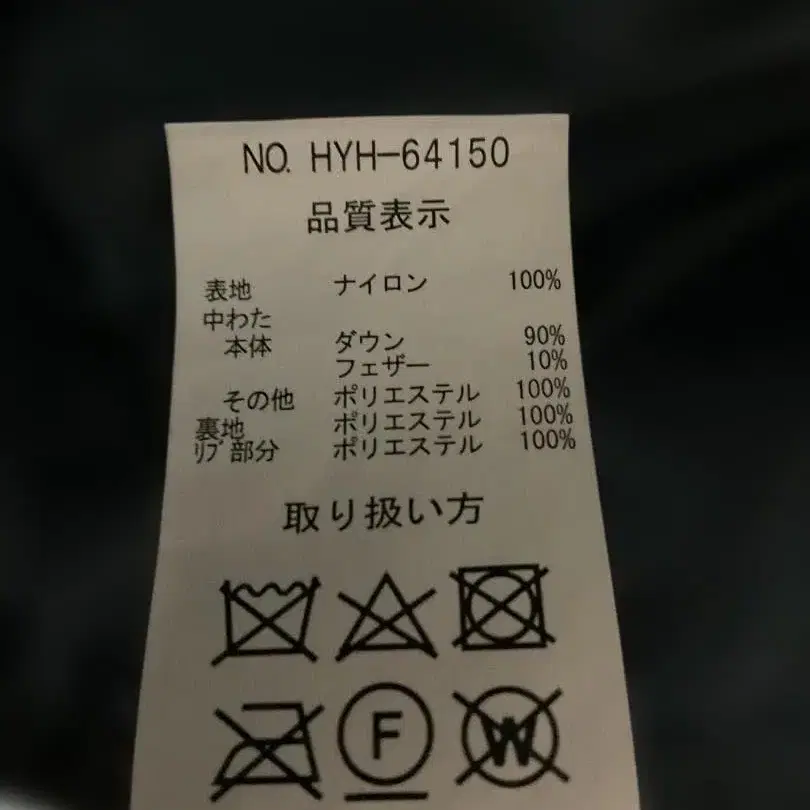 NO. HYH-64150
品質表示
表地 ナイロン 100%
中わた
本体 ダウン 90%
フェザー 10%
その他 ポリエステル 100%
裏地 ポリエステル 100%
ﾘﾌﾞ部分 ポリエステル 100%
取り扱い方
F W